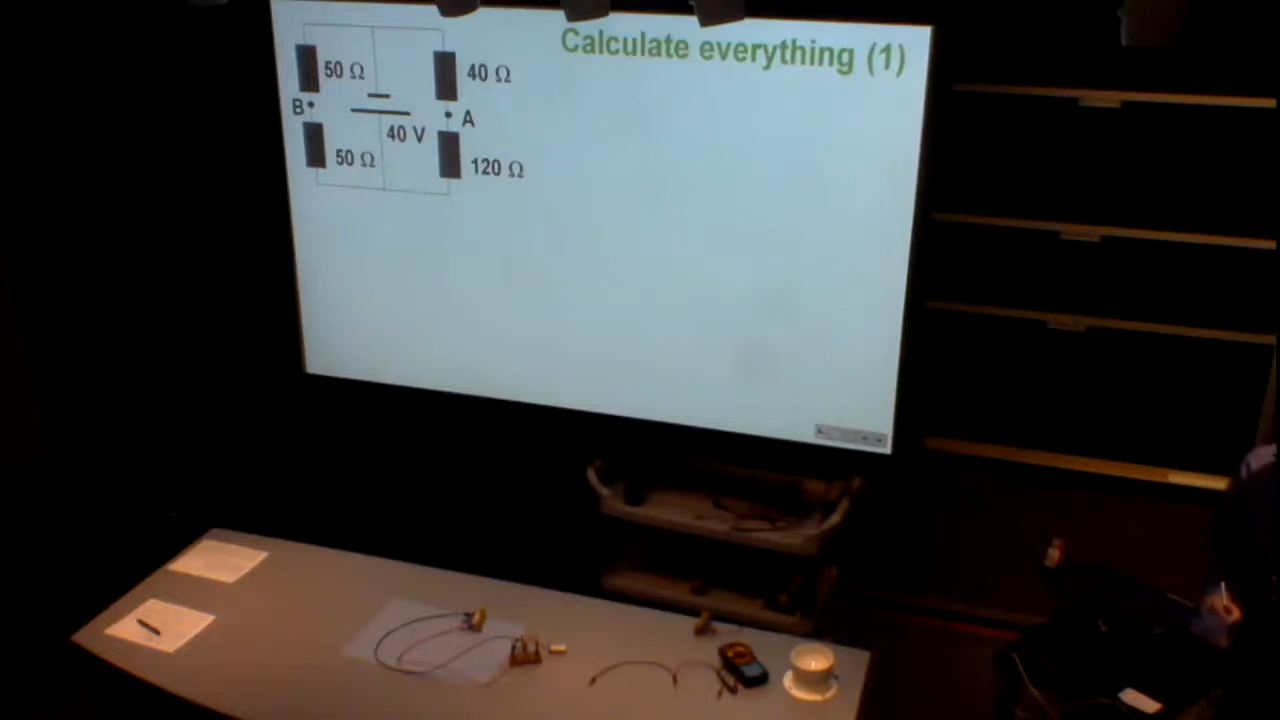 Calculate everything (1)
50 Ω
40 Ω
B
A
40 V
50 Ω
120 Ω